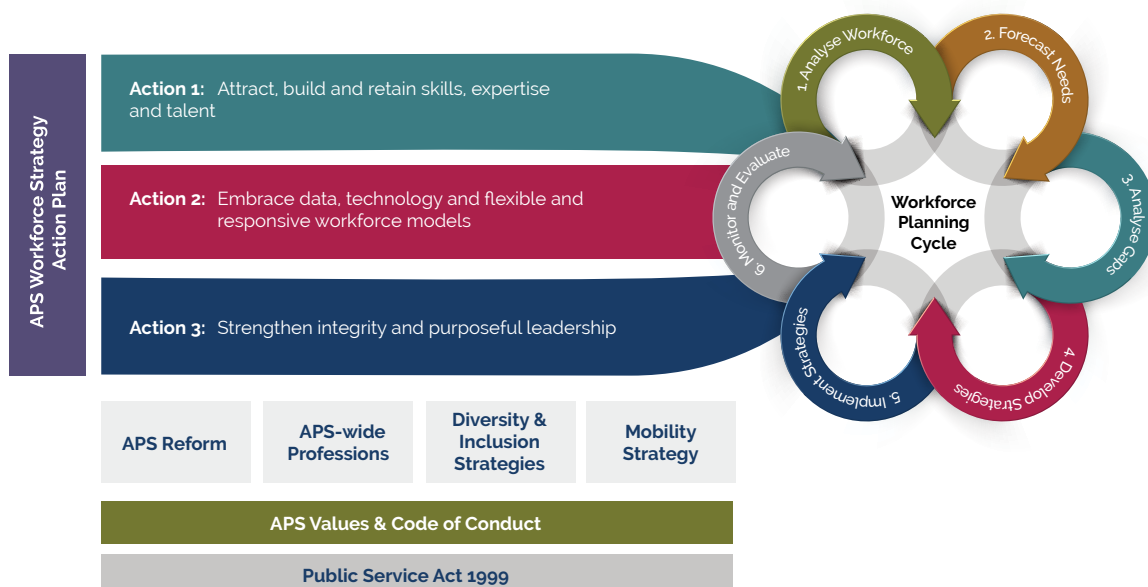 APS Workforce Strategy
Action Plan
Action 1: Attract, build and retain skills, expertise
and talent
Action 2: Embrace data, technology and flexible and
responsive workforce models
Action 3: Strengthen integrity and purposeful leadership
1. Analyse Workforce
2. Forecast Needs
3. Analyse Gaps
4. Develop Strategies
5. Implement Strategies
6. Monitor and Evaluate
Workforce
Planning
Cycle
APS Reform
APS-wide
Professions
Diversity &
Inclusion
Strategies
Mobility
Strategy
APS Values & Code of Conduct
Public Service Act 1999